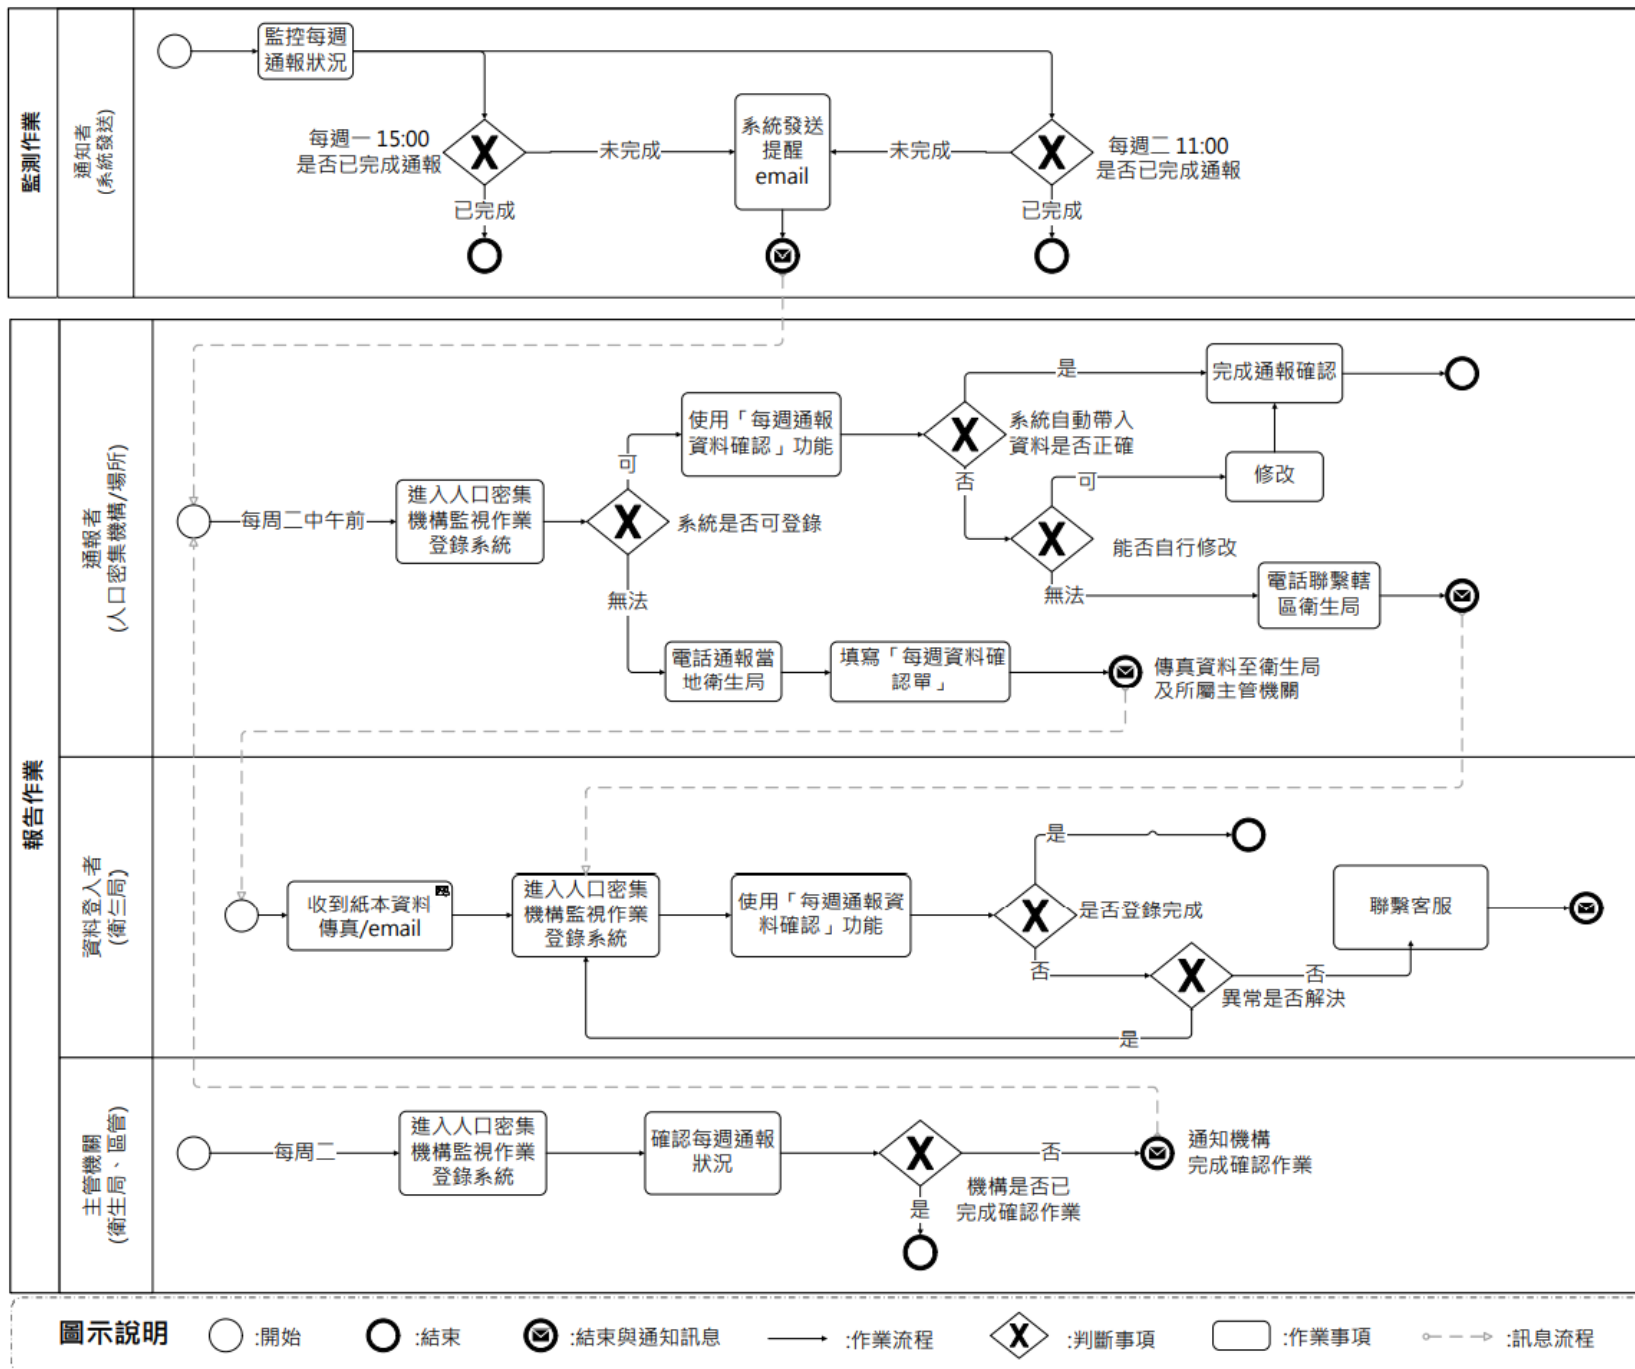 監測作業
通知者
(系統發送)
監控每週
通報狀況
每週一 15:00
是否已完成通報
未完成
系統發送
提醒
email
未完成
每週二 11:00
是否已完成通報
已完成
已完成
報告作業
通報者
(人口密集機構/場所)
每周二中午前
進入人口密集
機構監視作業
登錄系統
系統是否可登錄
可
使用「每週通報
資料確認」功能
系統自動帶入
資料是否正確
是
完成通報確認
否
能否自行修改
可
修改
無法
電話聯繫轄
區衛生局
無法
電話通報當
地衛生局
填寫「每週資料確
認單」
傳真資料至衛生局
及所屬主管機關
資料登入者
(衛生局)
收到紙本資料
傳真/email
進入人口密集
機構監視作業
登錄系統
使用「每週通報資
料確認」功能
是否登錄完成
是
否
異常是否解決
否
聯繫客服
是
主管機關
(衛生局、區管)
每周二
進入人口密集
機構監視作業
登錄系統
確認每週通報
狀況
機構是否已
完成確認作業
否
通知機構
完成確認作業
是
圖示說明
:開始
:結束
:結束與通知訊息
:作業流程
:判斷事項
:作業事項
:訊息流程